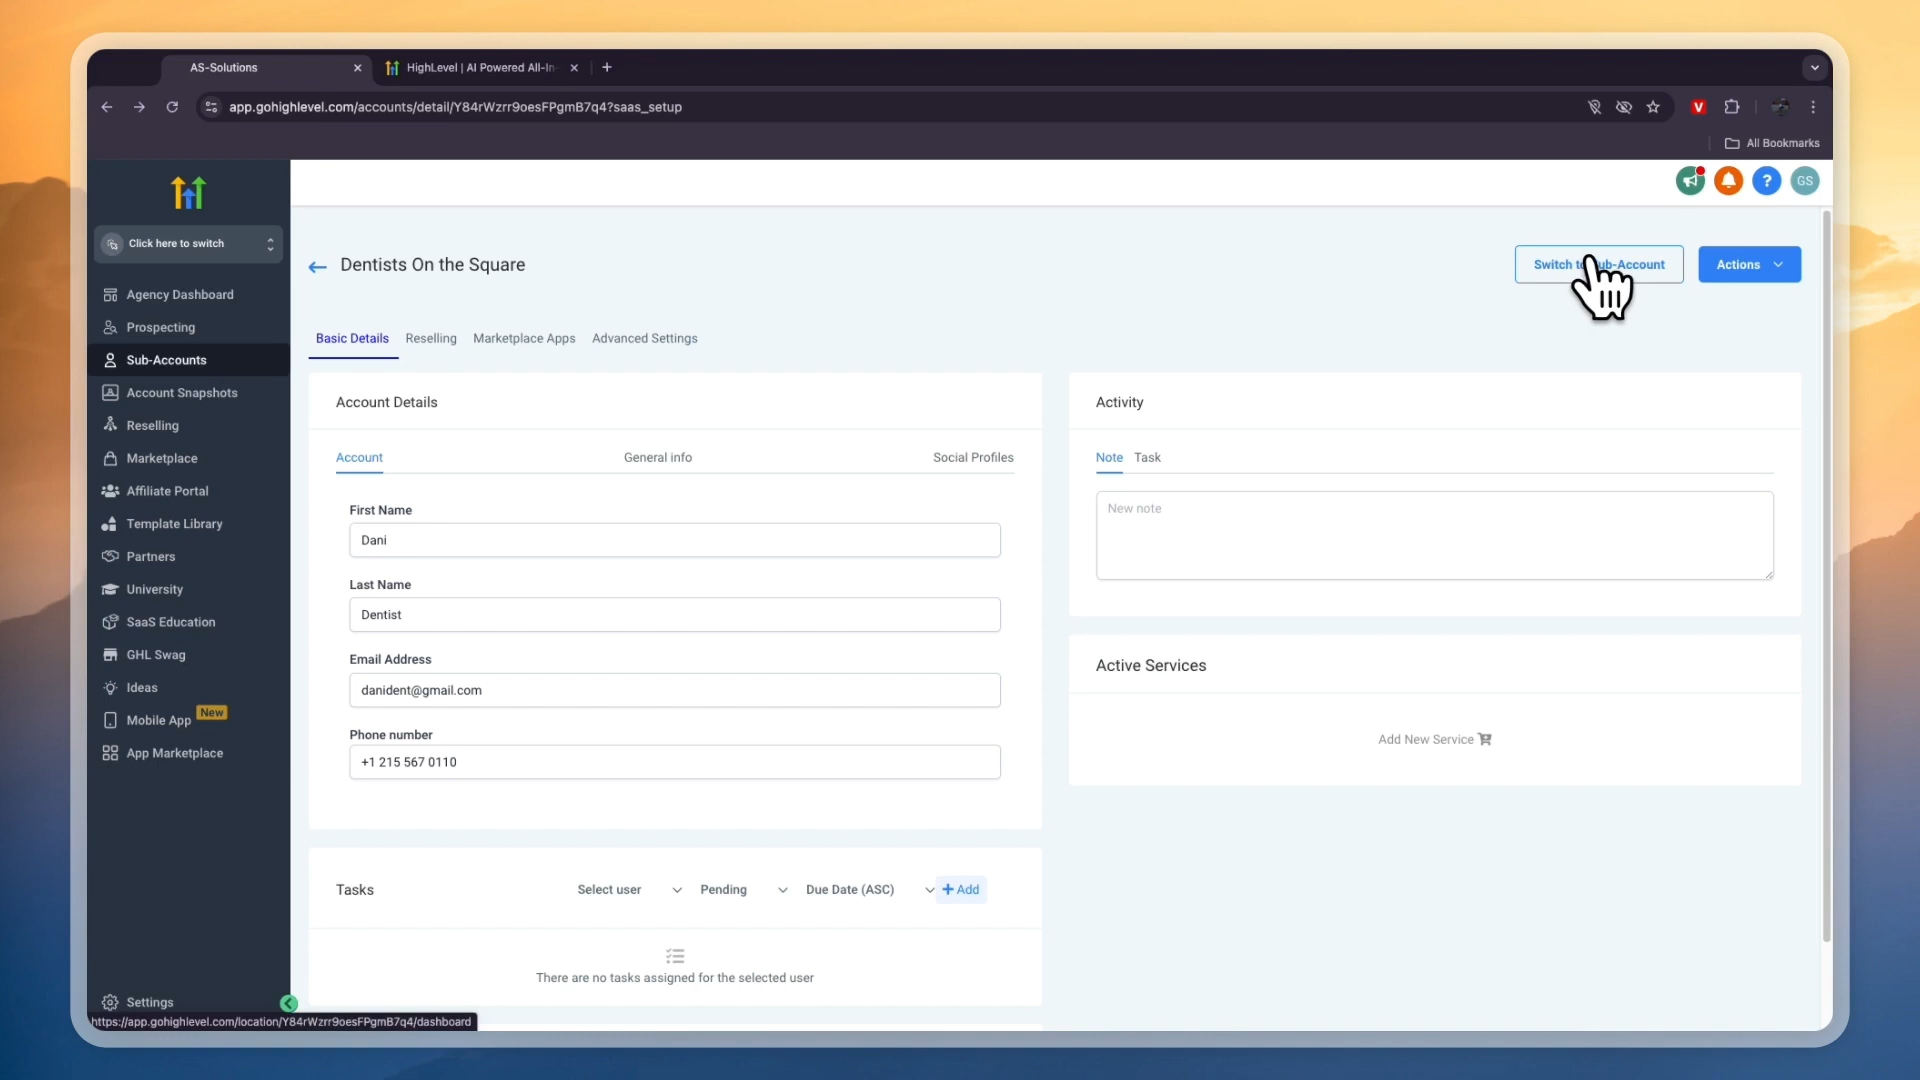 AS-Solutions
HighLevel | AI Powered All-In-
app.gohighlevel.com/accounts/detail/Y84rWzrr9oesFPgmB7q4?saas_setup
V
All Bookmarks
?
GS
Click here to switch
Agency Dashboard
Prospecting
Sub-Accounts
Account Snapshots
Reselling
Marketplace
Affiliate Portal
Template Library
Partners
University
SaaS Education
GHL Swag
Ideas
Mobile App New
App Marketplace
Settings
https://app.gohighlevel.com/location/Y84rWzrr9oesFPgmB7q4/dashboard
Dentists On the Square
Switch to Sub-Account
Actions
Basic Details Reselling Marketplace Apps Advanced Settings
Account Details
Account General info Social Profiles
First Name
Dani
Last Name
Dentist
Email Address
danident@gmail.com
Phone number
+1 215 567 0110
Tasks Select user Pending Due Date (ASC) + Add
There are no tasks assigned for the selected user
Activity
Note Task
New note
Active Services
Add New Service